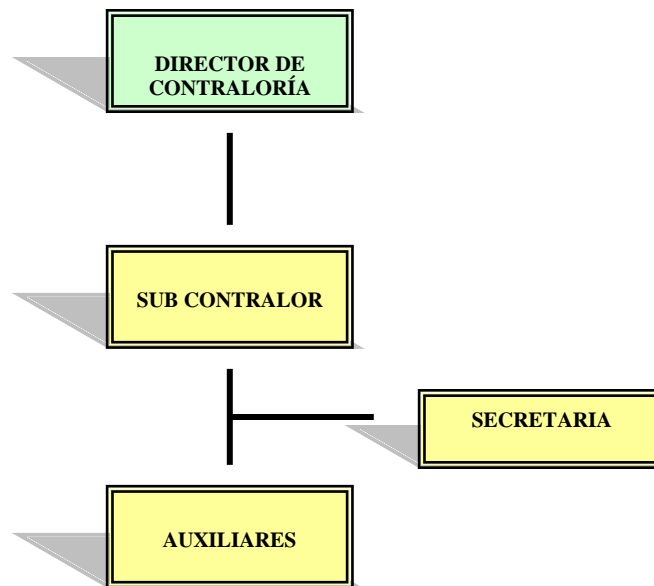 DIRECTOR DE
CONTRALORÍA
SUB CONTRALOR
SECRETARIA
AUXILIARES